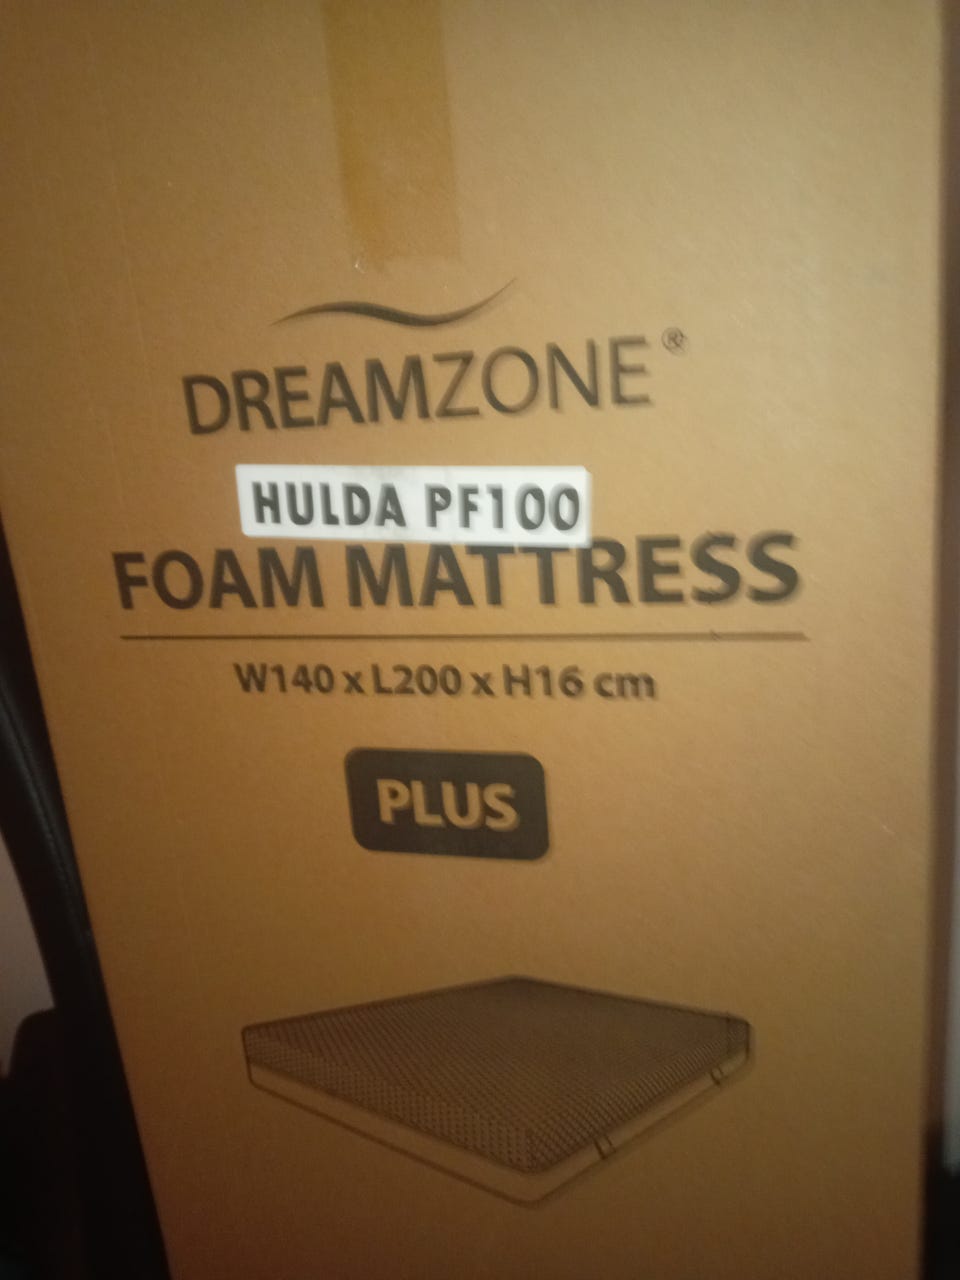 DREAMZONE®
HULDA PF100
FOAM MATTRESS
W140 x L200 x H16 cm
PLUS